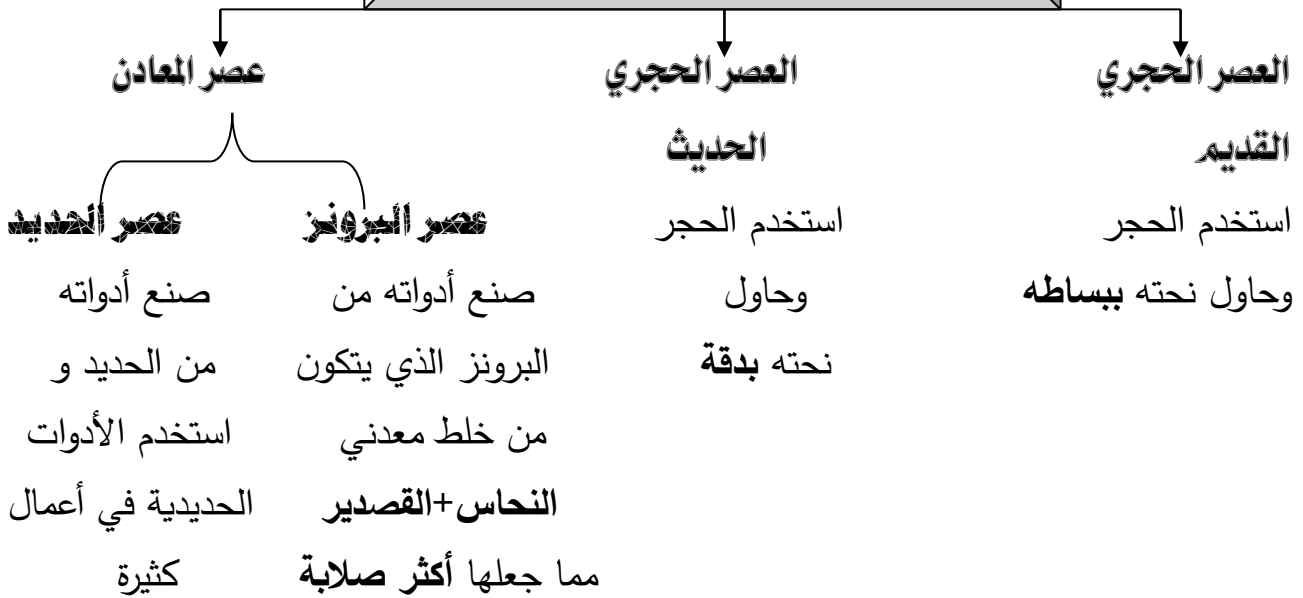 العصر الحجري
القديم
استخدم الحجر
وحاول نحته ببساطه
العصر الحجري
الحديث
استخدم الحجر
وحاول
نحته بدقة
عصر المعادن
عصر البرونز
صنع أدواته من
البرونز الذي يتكون
من خلط معدني
النحاس+القصدير
مما جعلها أكثر صلابة
عصر الحديد
صنع أدواته
من الحديد و
استخدم الأدوات
الحديدية في أعمال
كثيرة